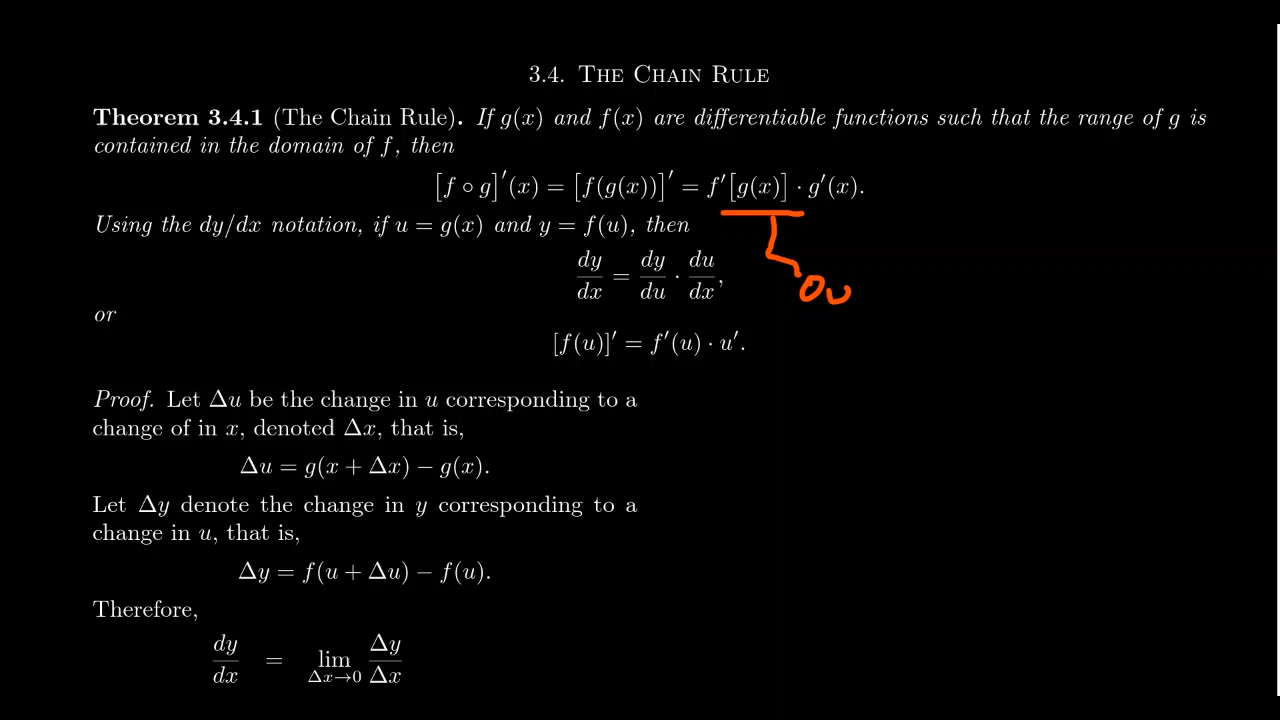 3.4. THE CHAIN RULE
Theorem 3.4.1 (The Chain Rule). If g(x) and f(x) are differentiable functions such that the range of g is
contained in the domain of f, then
[f ∘ g]′(x) = [f(g(x))]′ = f′[g(x)] · g′(x).
Using the dy/dx notation, if u = g(x) and y = f(u), then
dy/dx = dy/du · du/dx,
ou
or
[f(u)]′ = f′(u) · u′.
Proof. Let Δu be the change in u corresponding to a
change of in x, denoted Δx, that is,
Δu = g(x + Δx) − g(x).
Let Δy denote the change in y corresponding to a
change in u, that is,
Δy = f(u + Δu) − f(u).
Therefore,
dy/dx = lim Δx→0 Δy/Δx